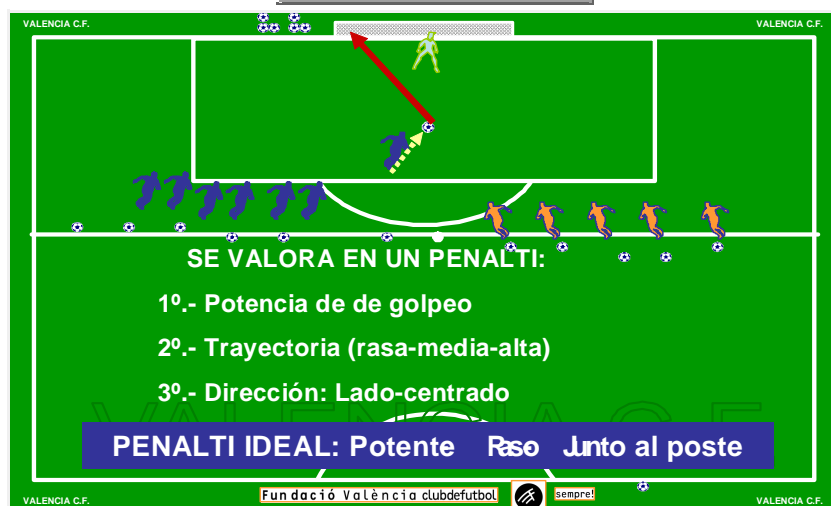 VALENCIA C.F.
VALENCIA C.F.
SE VALORA EN UN PENALTI:
1º.- Potencia de de golpeo
2º.- Trayectoria (rasa-media-alta)
3º.- Dirección: Lado-centrado
VALENCIA C.F.
PENALTI IDEAL: Potente Raso- Junto al poste
VALENCIA C.F.
Fundació València clubdefutbol
sempre!
VALENCIA C.F.